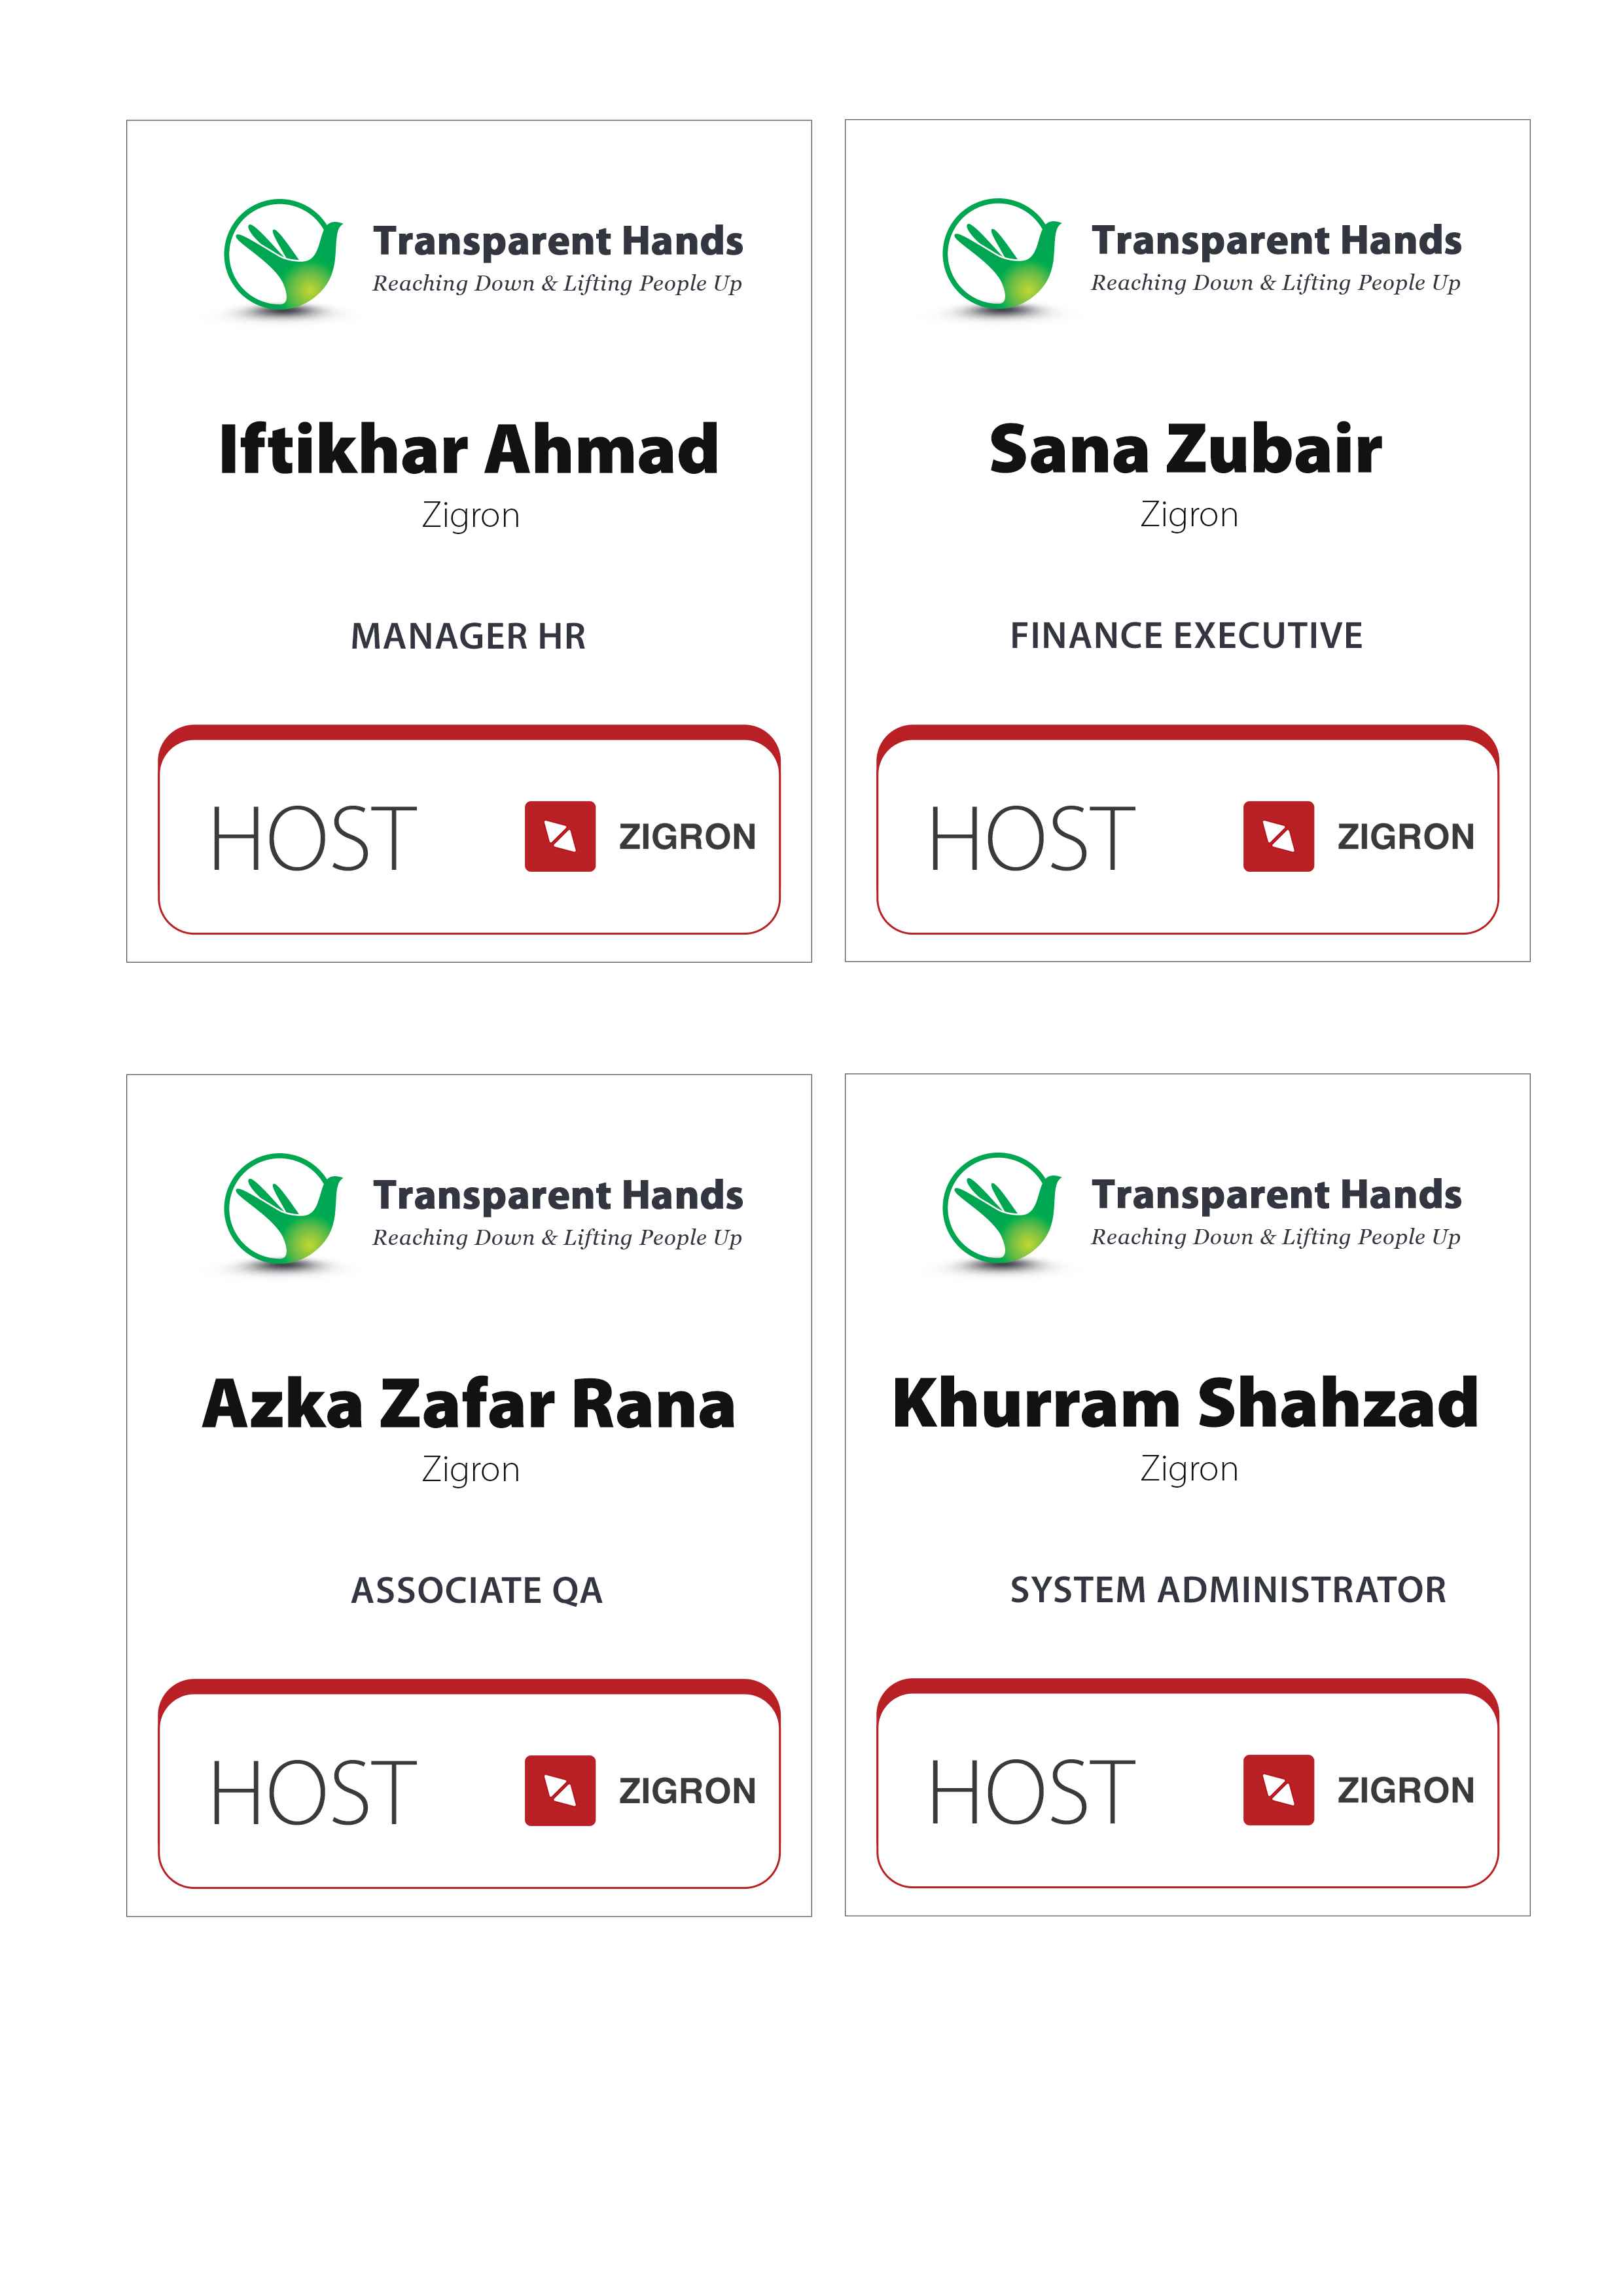 Transparent Hands
Reaching Down & Lifting People Up
Iftikhar Ahmad
Zigron
MANAGER HR
HOST
ZIGRON
Transparent Hands
Reaching Down & Lifting People Up
Sana Zubair
Zigron
FINANCE EXECUTIVE
HOST
ZIGRON
Transparent Hands
Reaching Down & Lifting People Up
Azka Zafar Rana
Zigron
ASSOCIATE QA
HOST
ZIGRON
Transparent Hands
Reaching Down & Lifting People Up
Khurram Shahzad
Zigron
SYSTEM ADMINISTRATOR
HOST
ZIGRON